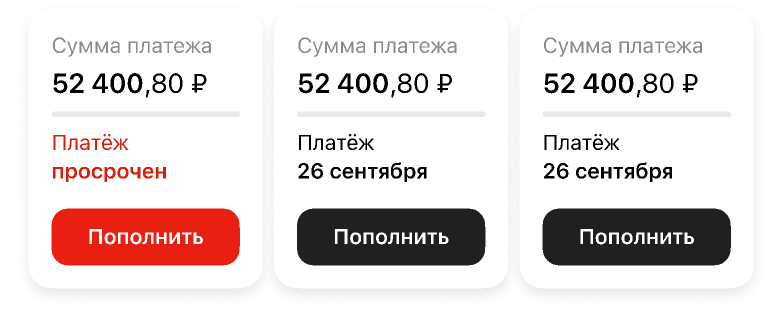 Сумма платежа
52 400,80 ₽
Платёж
просрочен
Пополнить
Сумма платежа
52 400,80 ₽
Платёж
26 сентября
Пополнить
Сумма платежа
52 400,80 ₽
Платёж
26 сентября
Пополнить